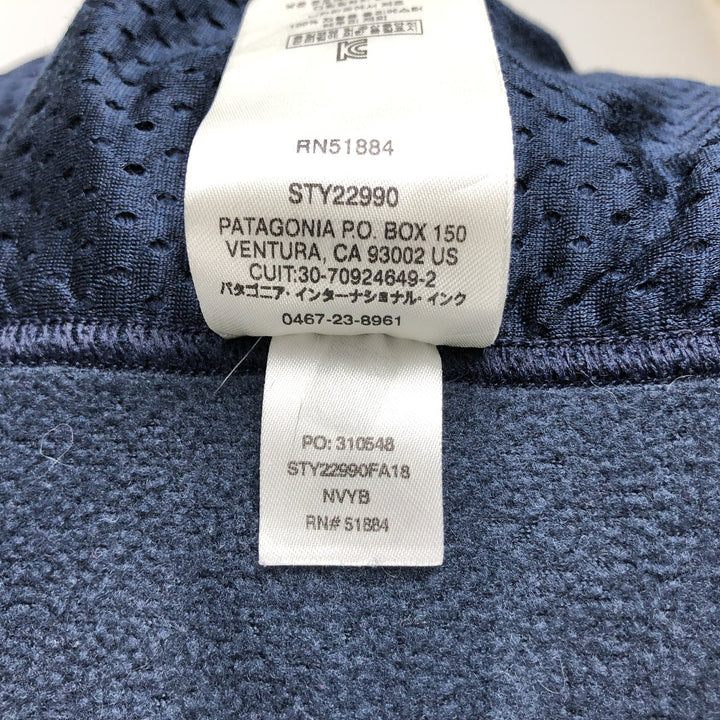 RN51884
STY22990
PATAGONIA P.O. BOX 150
VENTURA, CA 93002 US
CUIT:30-70924649-2
パタゴニア・インターナショナル・インク
0467-23-8961
PO: 310548
STY22990FA18
NVYB
RN# 51884